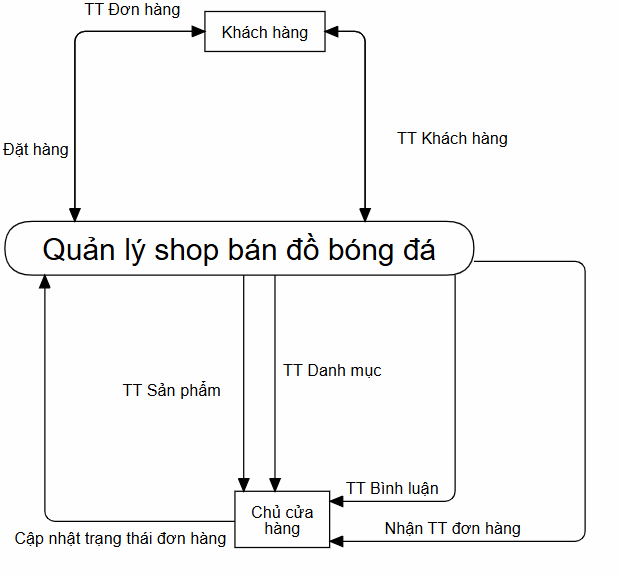 TT Đơn hàng
Khách hàng
Đặt hàng
TT Khách hàng
Quản lý shop bán đồ bóng đá
TT Sản phẩm
TT Danh mục
TT Bình luận
Chủ cửa
hàng
Nhận TT đơn hàng
Cập nhật trạng thái đơn hàng